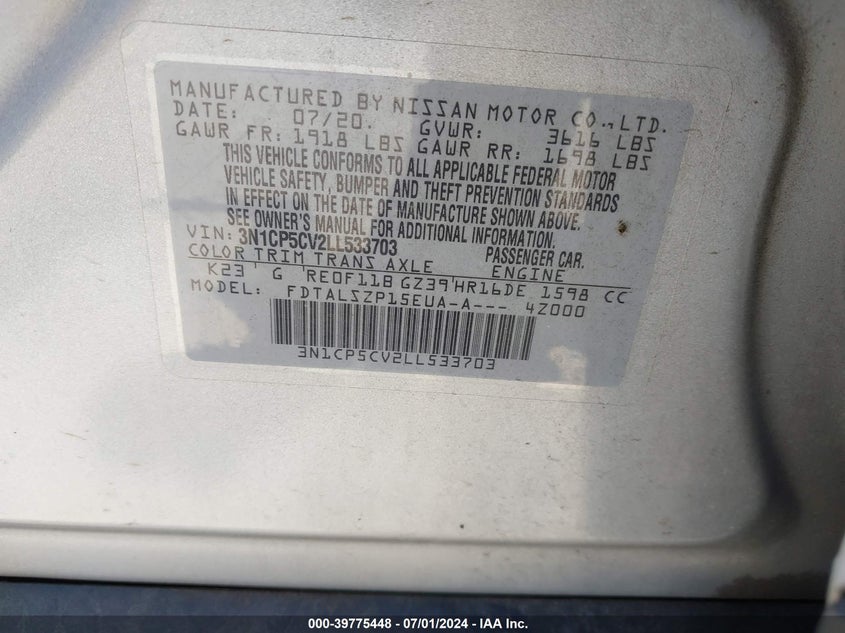 MANUFACTURED BY NISSAN MOTOR CO.,LTD.
DATE: 07/20. GVWR: 3616 LBS
GAWR FR: 1918 LBS GAWR RR: 1698 LBS
THIS VEHICLE CONFORMS TO ALL APPLICABLE FEDERAL MOTOR
VEHICLE SAFETY, BUMPER AND THEFT PREVENTION STANDARDS
IN EFFECT ON THE DATE OF MANUFACTURE SHOWN ABOVE.
SEE OWNER'S MANUAL FOR ADDITIONAL INFORMATION.
VIN: 3N1CP5CV2LL533703 PASSENGER CAR.
COLOR TRIM TRANS AXLE ENGINE
K23 G RE0F11B GZ39 HR16DE 1598 CC
MODEL: FDTALSZP15EUA-A--- 4Z000
3N1CP5CV2LL533703
000-39775448 - 07/01/2024 - IAA Inc.